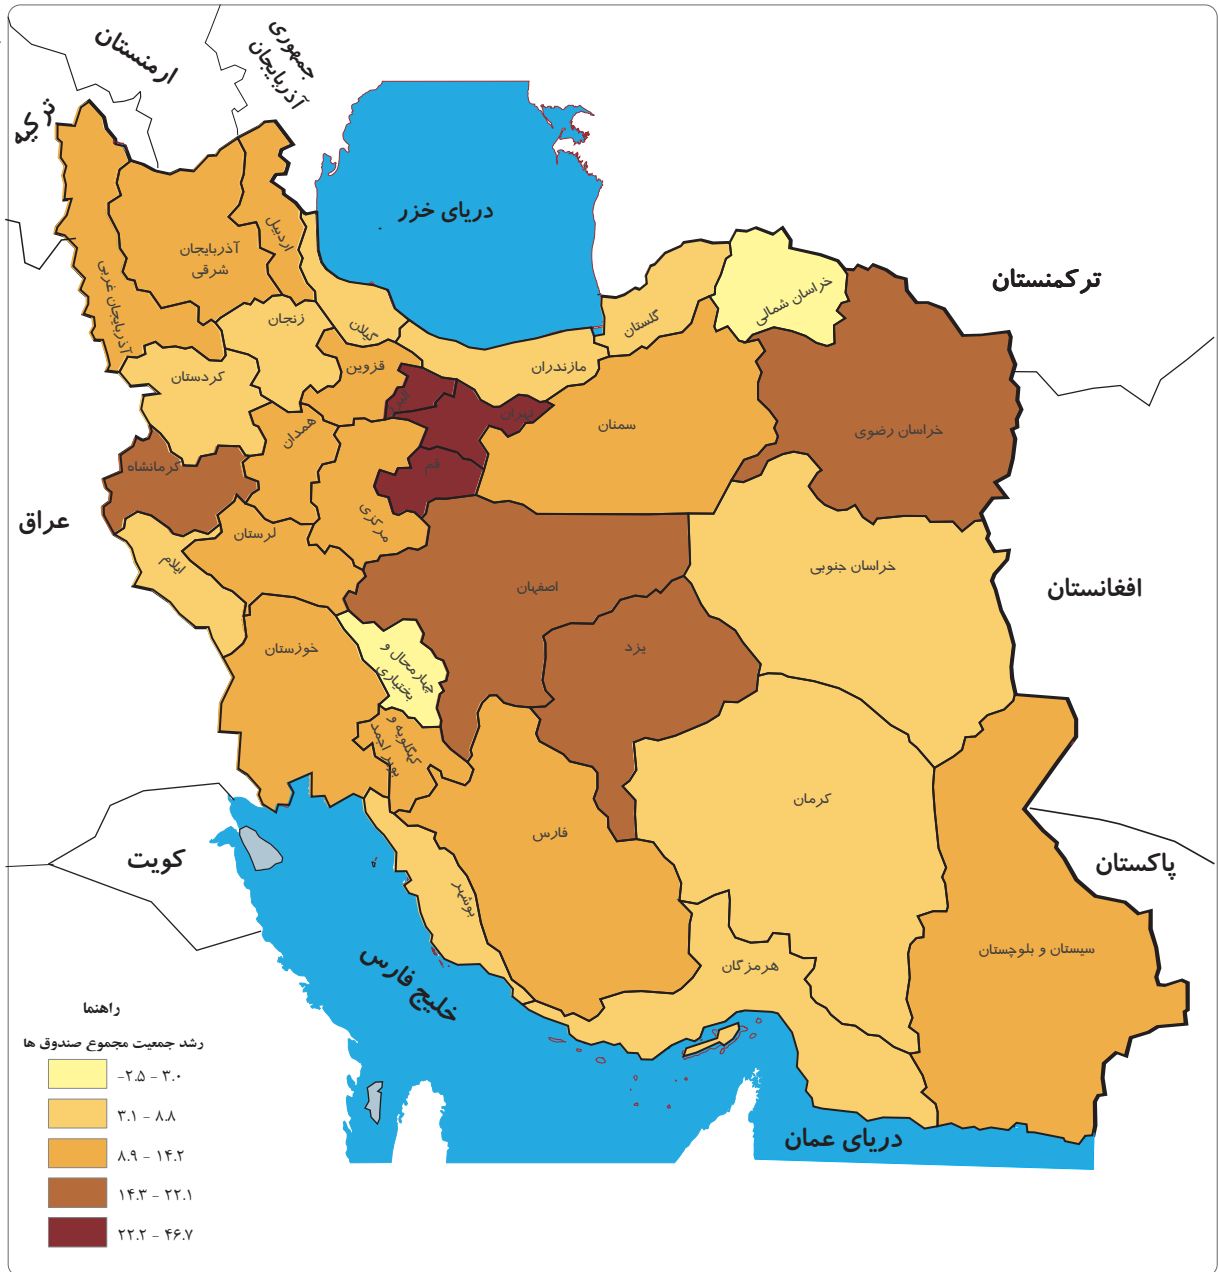 ارمنستان
جمهوری
آذربایجان
ترکیه
دریای خزر
ترکمنستان
آذربایجان
شرقی
اردبیل
آذربایجان غربی
زنجان
گیلان
گلستان
خراسان شمالی
کردستان
قزوین
مازندران
تهران
همدان
سمنان
خراسان رضوی
کرمانشاه
قم
مرکزی
عراق
لرستان
ایلام
اصفهان
خراسان جنوبی
افغانستان
خوزستان
چهارمحال و
بختیاری
یزد
کهگلویه و
بویر احمد
کرمان
فارس
کویت
پاکستان
بوشهر
سیستان و بلوچستان
هرمزگان
خلیج فارس
دریای عمان
راهنما
رشد جمعیت مجموع صندوق ها
-۲.۵ - ۳.۰
۳.۱ - ۸.۸
۸.۹ - ۱۴.۲
۱۴.۳ - ۲۲.۱
۲۲.۲ - ۴۶.۷